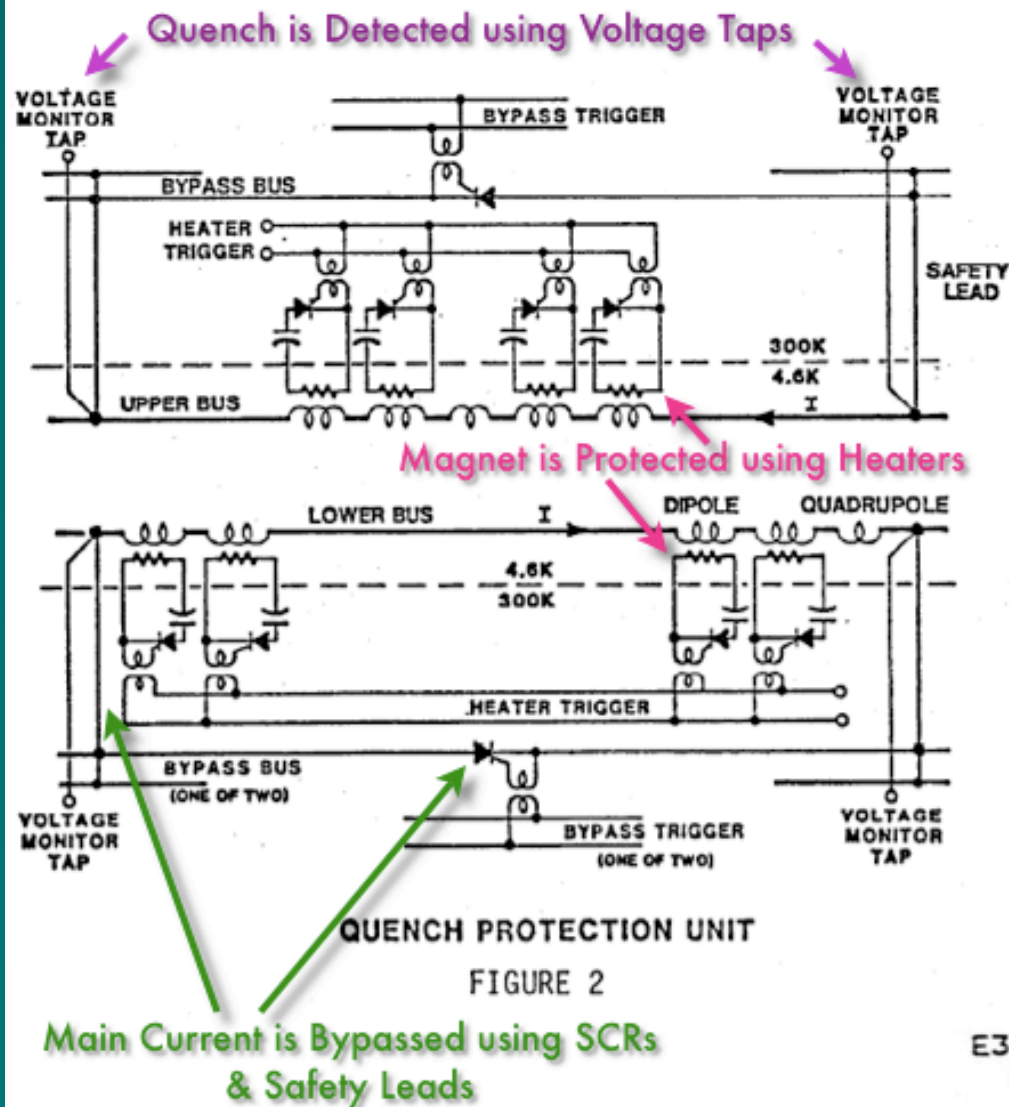 Quench is Detected using Voltage Taps
VOLTAGE
MONITOR
TAP
VOLTAGE
MONITOR
TAP
BYPASS TRIGGER
BYPASS BUS
HEATER
TRIGGER
SAFETY
LEAD
300K
4.6K
UPPER BUS
I
Magnet is Protected using Heaters
LOWER BUS
I
DIPOLE
QUADRUPOLE
4.6K
300K
HEATER TRIGGER
BYPASS BUS
(ONE OF TWO)
VOLTAGE
MONITOR
TAP
BYPASS TRIGGER
(ONE OF TWO)
VOLTAGE
MONITOR
TAP
QUENCH PROTECTION UNIT
FIGURE 2
Main Current is Bypassed using SCRs
& Safety Leads
E3